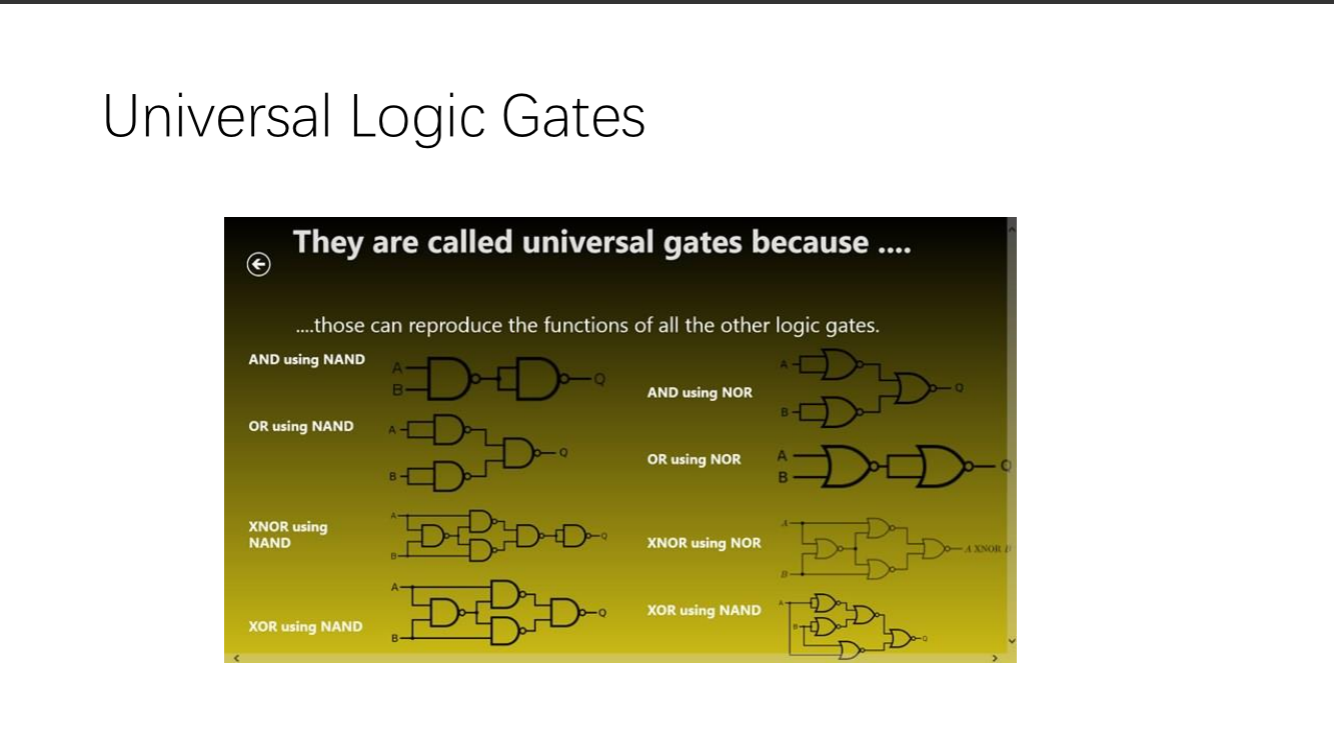 Universal Logic Gates
They are called universal gates because ....
....those can reproduce the functions of all the other logic gates.
AND using NAND
A
B
Q
OR using NAND
A
B
Q
XNOR using
NAND
A
B
Q
XOR using NAND
A
B
Q
AND using NOR
A
B
Q
OR using NOR
A
B
Q
XNOR using NOR
A
B
A XNOR B
XOR using NAND
A
B
Q